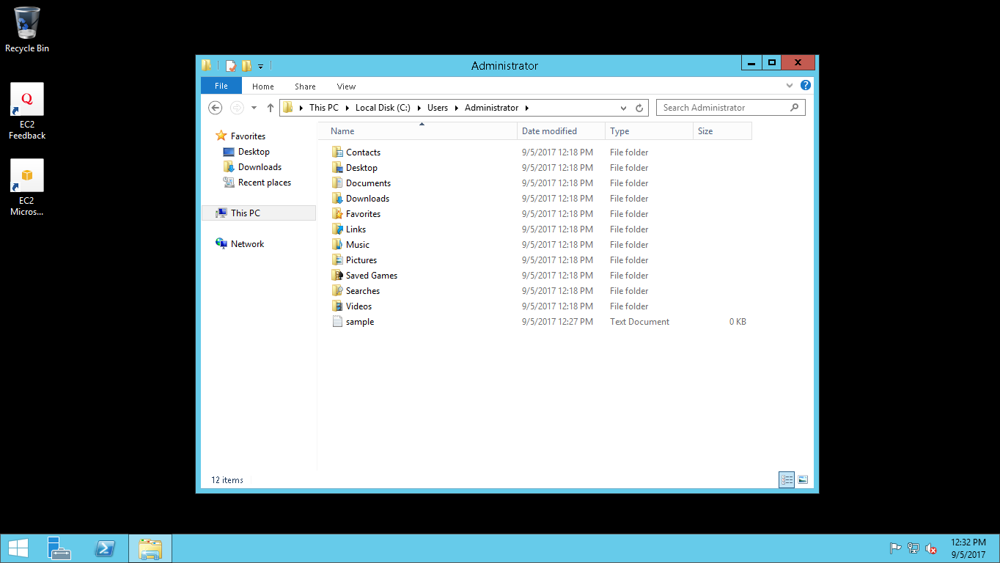 Recycle Bin
EC2
Feedback
EC2
Micros...
Administrator
File Home Share View
This PC Local Disk (C:) Users Administrator
Search Administrator
Favorites
Desktop
Downloads
Recent places
This PC
Network
Name Date modified Type Size
Contacts 9/5/2017 12:18 PM File folder
Desktop 9/5/2017 12:18 PM File folder
Documents 9/5/2017 12:18 PM File folder
Downloads 9/5/2017 12:18 PM File folder
Favorites 9/5/2017 12:18 PM File folder
Links 9/5/2017 12:18 PM File folder
Music 9/5/2017 12:18 PM File folder
Pictures 9/5/2017 12:18 PM File folder
Saved Games 9/5/2017 12:18 PM File folder
Searches 9/5/2017 12:18 PM File folder
Videos 9/5/2017 12:18 PM File folder
sample 9/5/2017 12:27 PM Text Document 0 KB
12 items
12:32 PM
9/5/2017